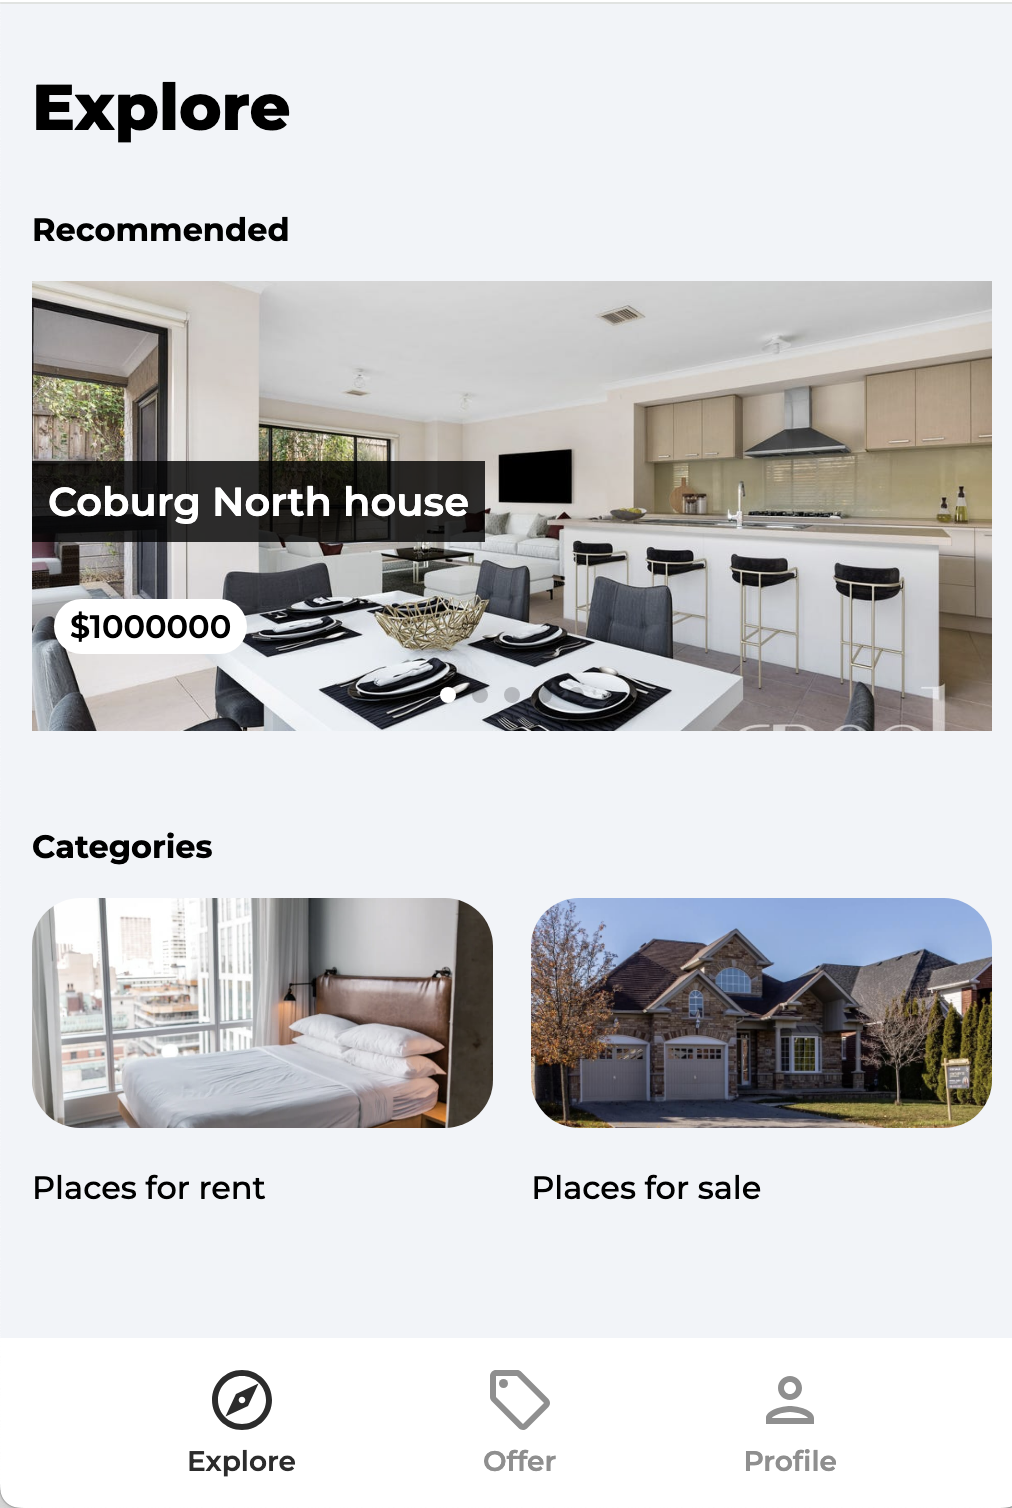 Explore
Recommended
Coburg North house
$1000000
Categories
Places for rent
Places for sale
Explore
Offer
Profile